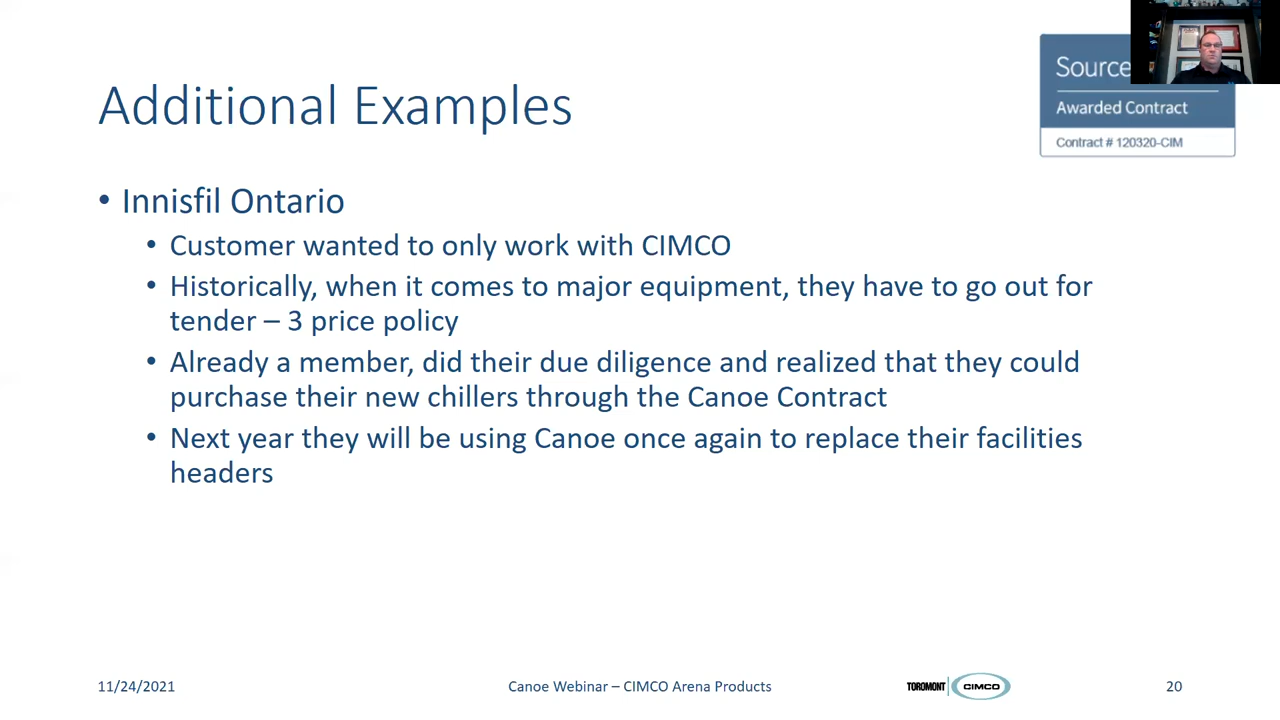 Source
Awarded Contract
Contract # 120320-CIM
Additional Examples
• Innisfil Ontario
• Customer wanted to only work with CIMCO
• Historically, when it comes to major equipment, they have to go out for
tender – 3 price policy
• Already a member, did their due diligence and realized that they could
purchase their new chillers through the Canoe Contract
• Next year they will be using Canoe once again to replace their facilities
headers
11/24/2021
Canoe Webinar – CIMCO Arena Products
TOROMONT CIMCO
20